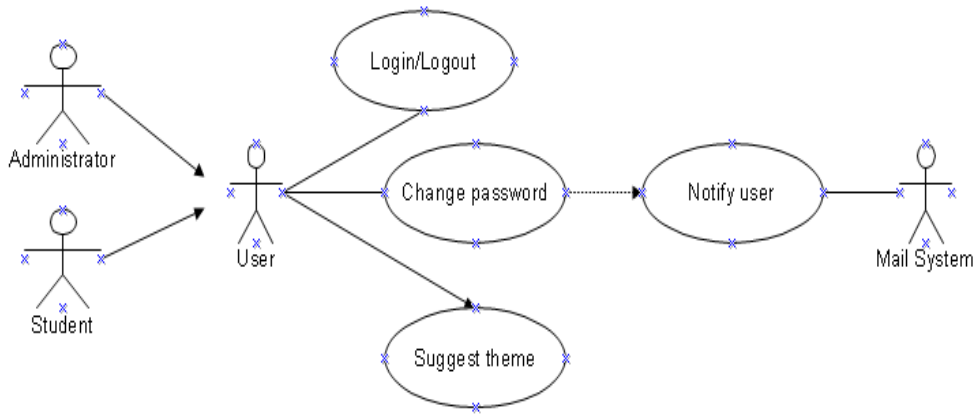 Login/Logout
Administrator
Change password
Notify user
User
Mail System
Student
Suggest theme